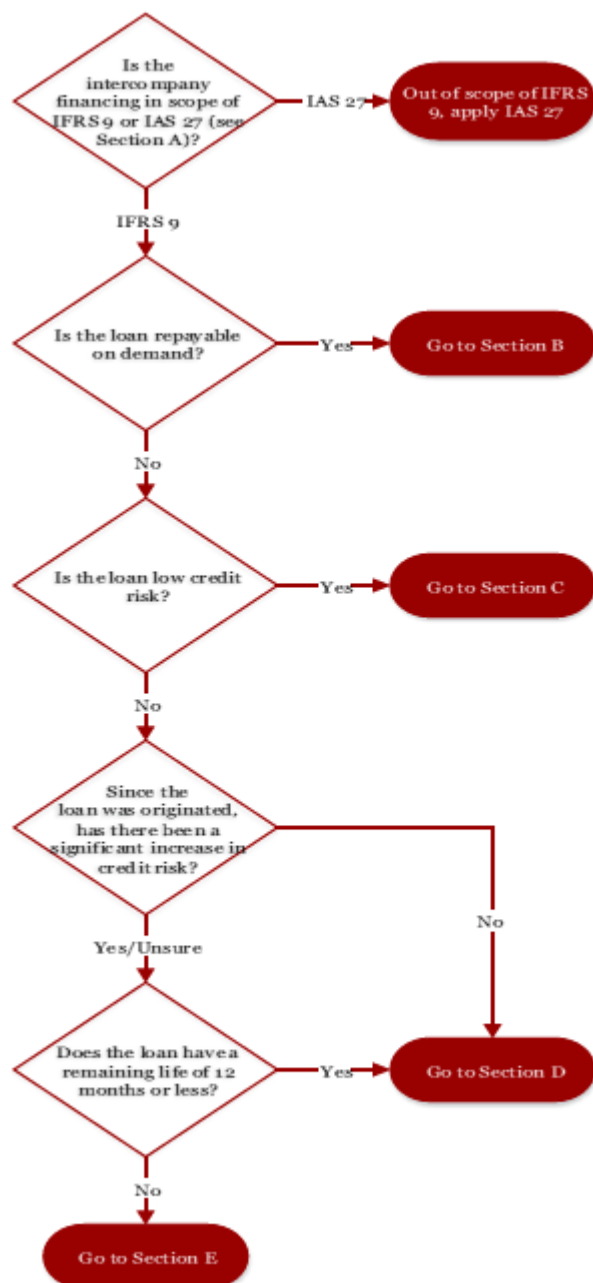 Is the
intercompany
financing in scope of
IFRS 9 or IAS 27 (see
Section A)?
IAS 27
Out of scope of IFRS
9, apply IAS 27
IFRS 9
Is the loan repayable
on demand?
Yes
Go to Section B
No
Is the loan low credit
risk?
Yes
Go to Section C
No
Since the
loan was originated,
has there been a
significant increase in
credit risk?
No
Yes/Unsure
Does the loan have a
remaining life of 12
months or less?
Yes
Go to Section D
No
Go to Section E